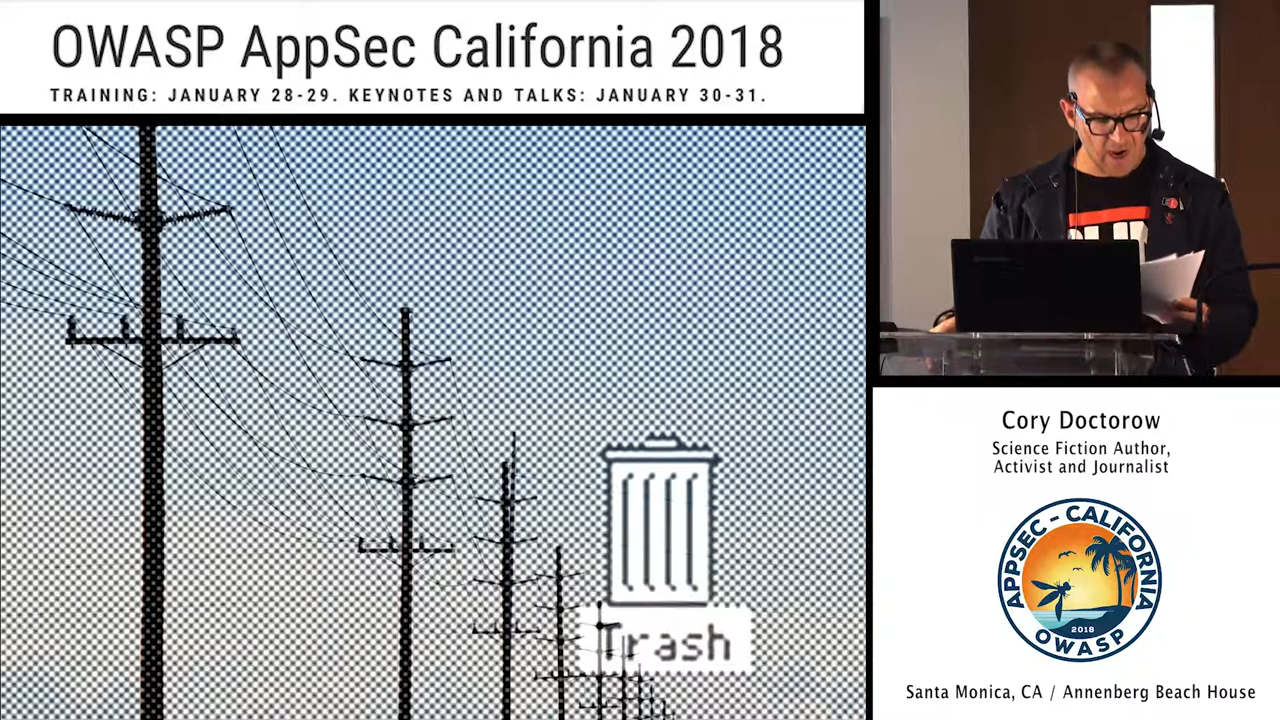 OWASP AppSec California 2018
TRAINING: JANUARY 28-29. KEYNOTES AND TALKS: JANUARY 30-31.
Trash
Cory Doctorow
Science Fiction Author,
Activist and Journalist
APPSEC - CALIFORNIA
2018
OWASP
Santa Monica, CA / Annenberg Beach House